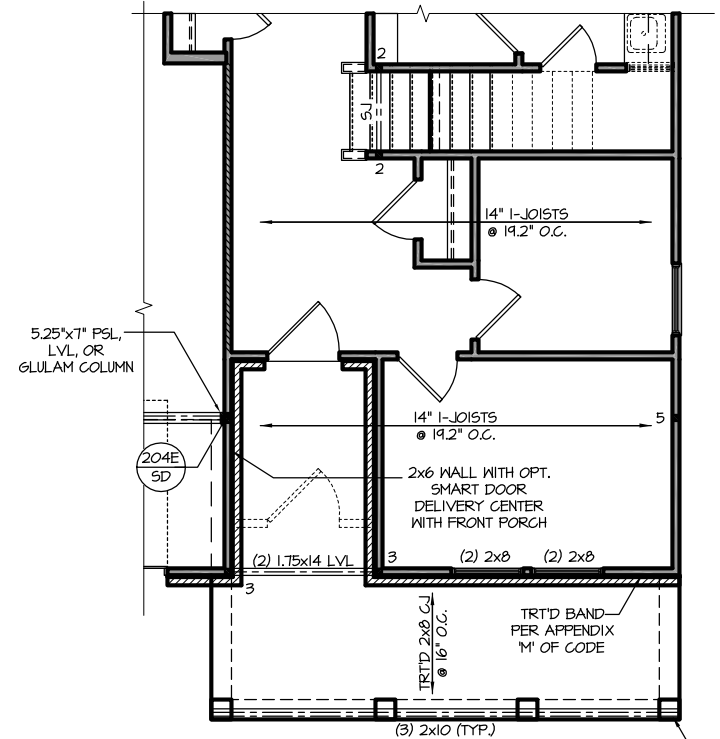 2
SJ
2
14" I-JOISTS
@ 19.2" O.C.
5.25"x7" PSL,
LVL, OR
GLULAM COLUMN
14" I-JOISTS
@ 19.2" O.C.
5
204E
SD
2x6 WALL WITH OPT.
SMART DOOR
DELIVERY CENTER
WITH FRONT PORCH
(2) 1.75x14 LVL
3
(2) 2x8
(2) 2x8
3
TRT'D 2x8 CJ
@ 16" O.C.
TRT'D BAND
PER APPENDIX
'M' OF CODE
(3) 2x10 (TYP.)